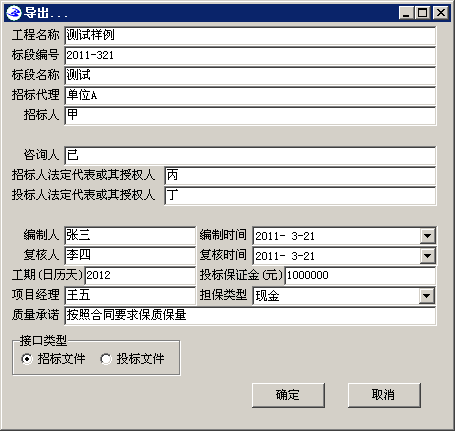 导出...
工程名称 测试样例
标段编号 2011-321
标段名称 测试
招标代理 单位A
招标人 甲
咨询人 已
招标人法定代表或其授权人 丙
投标人法定代表或其授权人 丁
编制人 张三 编制时间 2011- 3-21
复核人 李四 复核时间 2011- 3-21
工期(日历天) 2012 投标保证金(元) 1000000
项目经理 王五 担保类型 现金
质量承诺 按照合同要求保质保量
接口类型
招标文件 投标文件
确定 取消